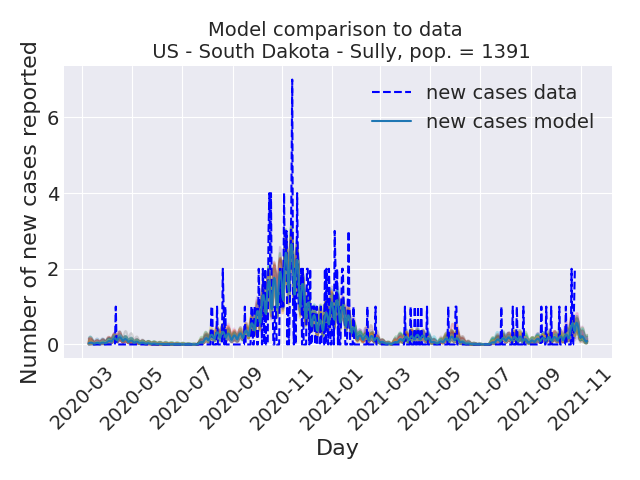 Model comparison to data
US - South Dakota - Sully, pop. = 1391
Number of new cases reported
6
4
2
0
new cases data
new cases model
2020-03
2020-05
2020-07
2020-09
2020-11
2021-01
2021-03
2021-05
2021-07
2021-09
2021-11
Day